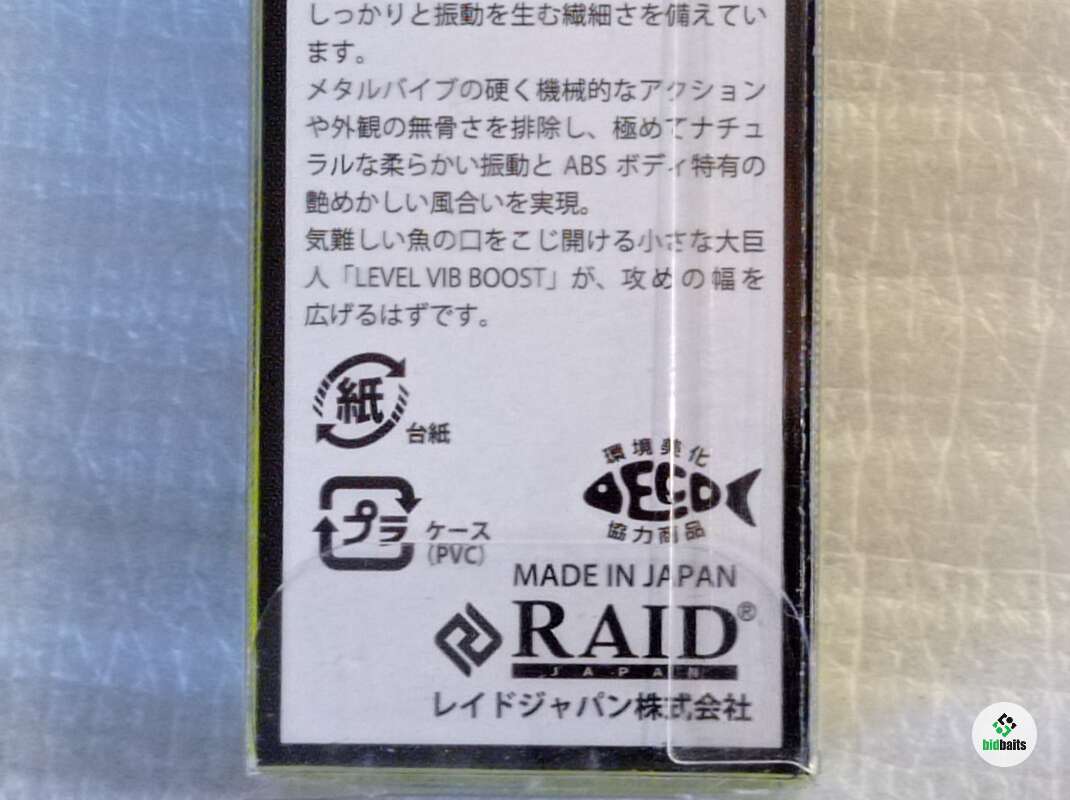 しっかりと振動を生む繊細さを備えてい
ます。
メタルバイブの硬く機械的なアクション
や外観の無骨さを排除し、極めてナチュ
ラルな柔らかい振動と ABS ボディ特有の
艶めかしい風合いを実現。
気難しい魚の口をこじ開ける小さな大巨
人「LEVEL VIB BOOST」が、攻めの幅を
広げるはずです。
紙
台紙
プラ
ケース
(PVC)
環境美化
ECO
協力商品
MADE IN JAPAN
RAID®
JAPAN
レイドジャパン株式会社
bidbaits